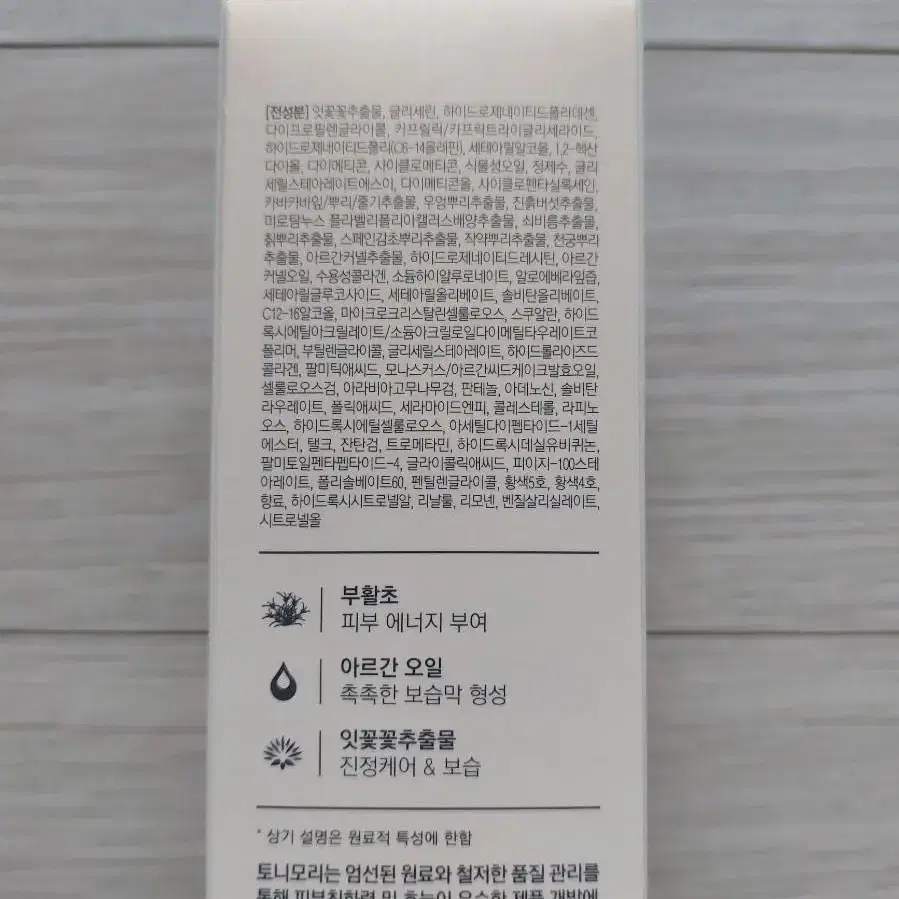 [전성분] 잇꽃꽃추출물, 글리세린, 하이드로제네이티드폴리데센,
다이프로필렌글라이콜, 카프릴릭/카프릭트라이글리세라이드,
하이드로제네이티드폴리(C6-14올레핀), 세테아릴알코올, 1,2-헥산
다이올, 다이메티콘, 사이클로메티콘, 식물성오일, 정제수, 글리
세릴스테아레이트에스이, 다이메티콘올, 사이클로펜타실록세인,
카바카바잎/뿌리/줄기추출물, 우엉뿌리추출물, 진흙버섯추출물,
미로탐누스 플라벨리폴리아캘러스배양추출물, 쇠비름추출물,
칡뿌리추출물, 스페인감초뿌리추출물, 작약뿌리추출물, 천궁뿌리
추출물, 아르간커넬추출물, 하이드로제네이티드레시틴, 아르간
커넬오일, 수용성콜라겐, 소듐하이알루로네이트, 알로에베라잎즙,
세테아릴글루코사이드, 세테아릴올리베이트, 솔비탄올리베이트,
C12-16알코올, 마이크로크리스탈린셀룰로오스, 스쿠알란, 하이드
록시에틸아크릴레이트/소듐아크릴로일다이메틸타우레이트코
폴리머, 부틸렌글라이콜, 글리세릴스테아레이트, 하이드롤라이즈드
콜라겐, 팔미틱애씨드, 모나스커스/아르간씨드케이크발효오일,
셀룰로오스검, 아라비아고무나무검, 판테놀, 아데노신, 솔비탄
라우레이트, 폴릭애씨드, 세라마이드엔피, 콜레스테롤, 라피노
오스, 하이드록시에틸셀룰로오스, 아세틸다이펩타이드-1세틸
에스터, 탤크, 잔탄검, 트로메타민, 하이드록시데실유비퀴논,
팔미토일펜타펩타이드-4, 글라이콜릭애씨드, 피이지-100스테
아레이트, 폴리솔베이트60, 펜틸렌글라이콜, 황색5호, 황색4호,
향료, 하이드록시시트로넬알, 리날룰, 리모넨, 벤질살리실레이트,
시트로넬올
부활초
피부 에너지 부여
아르간 오일
촉촉한 보습막 형성
잇꽃꽃추출물
진정케어 & 보습
* 상기 설명은 원료적 특성에 한함
토니모리는 엄선된 원료와 철저한 품질 관리를
통해 피부친화력 및 효능이 우수한 제품 개발에